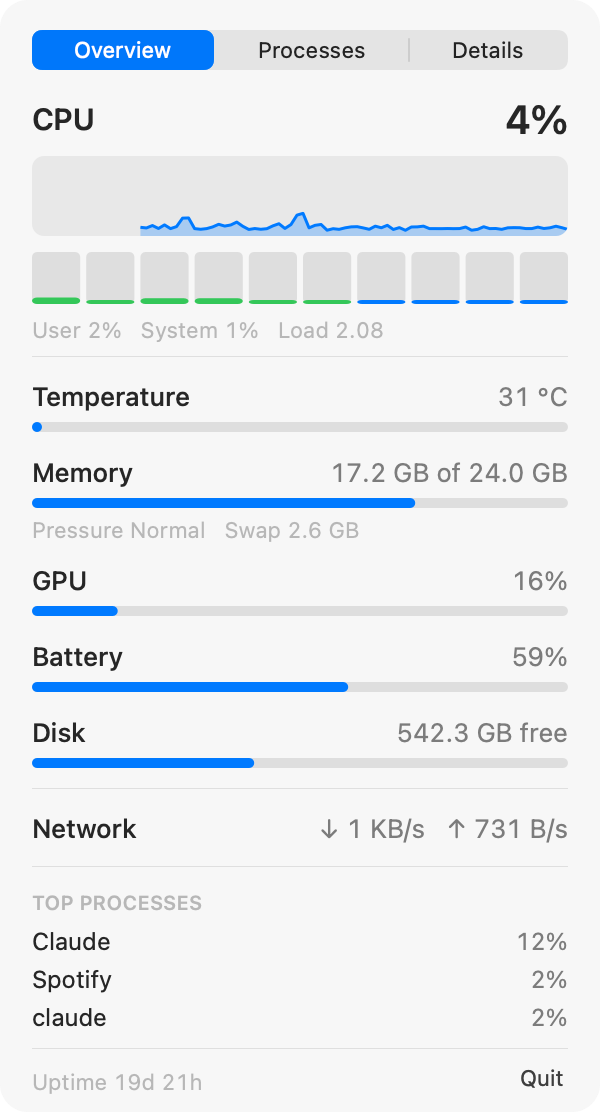 Overview Processes Details
CPU 4%
User 2% System 1% Load 2.08
Temperature 31 °C
Memory 17.2 GB of 24.0 GB
Pressure Normal Swap 2.6 GB
GPU 16%
Battery 59%
Disk 542.3 GB free
Network ↓ 1 KB/s ↑ 731 B/s
TOP PROCESSES
Claude 12%
Spotify 2%
claude 2%
Uptime 19d 21h Quit